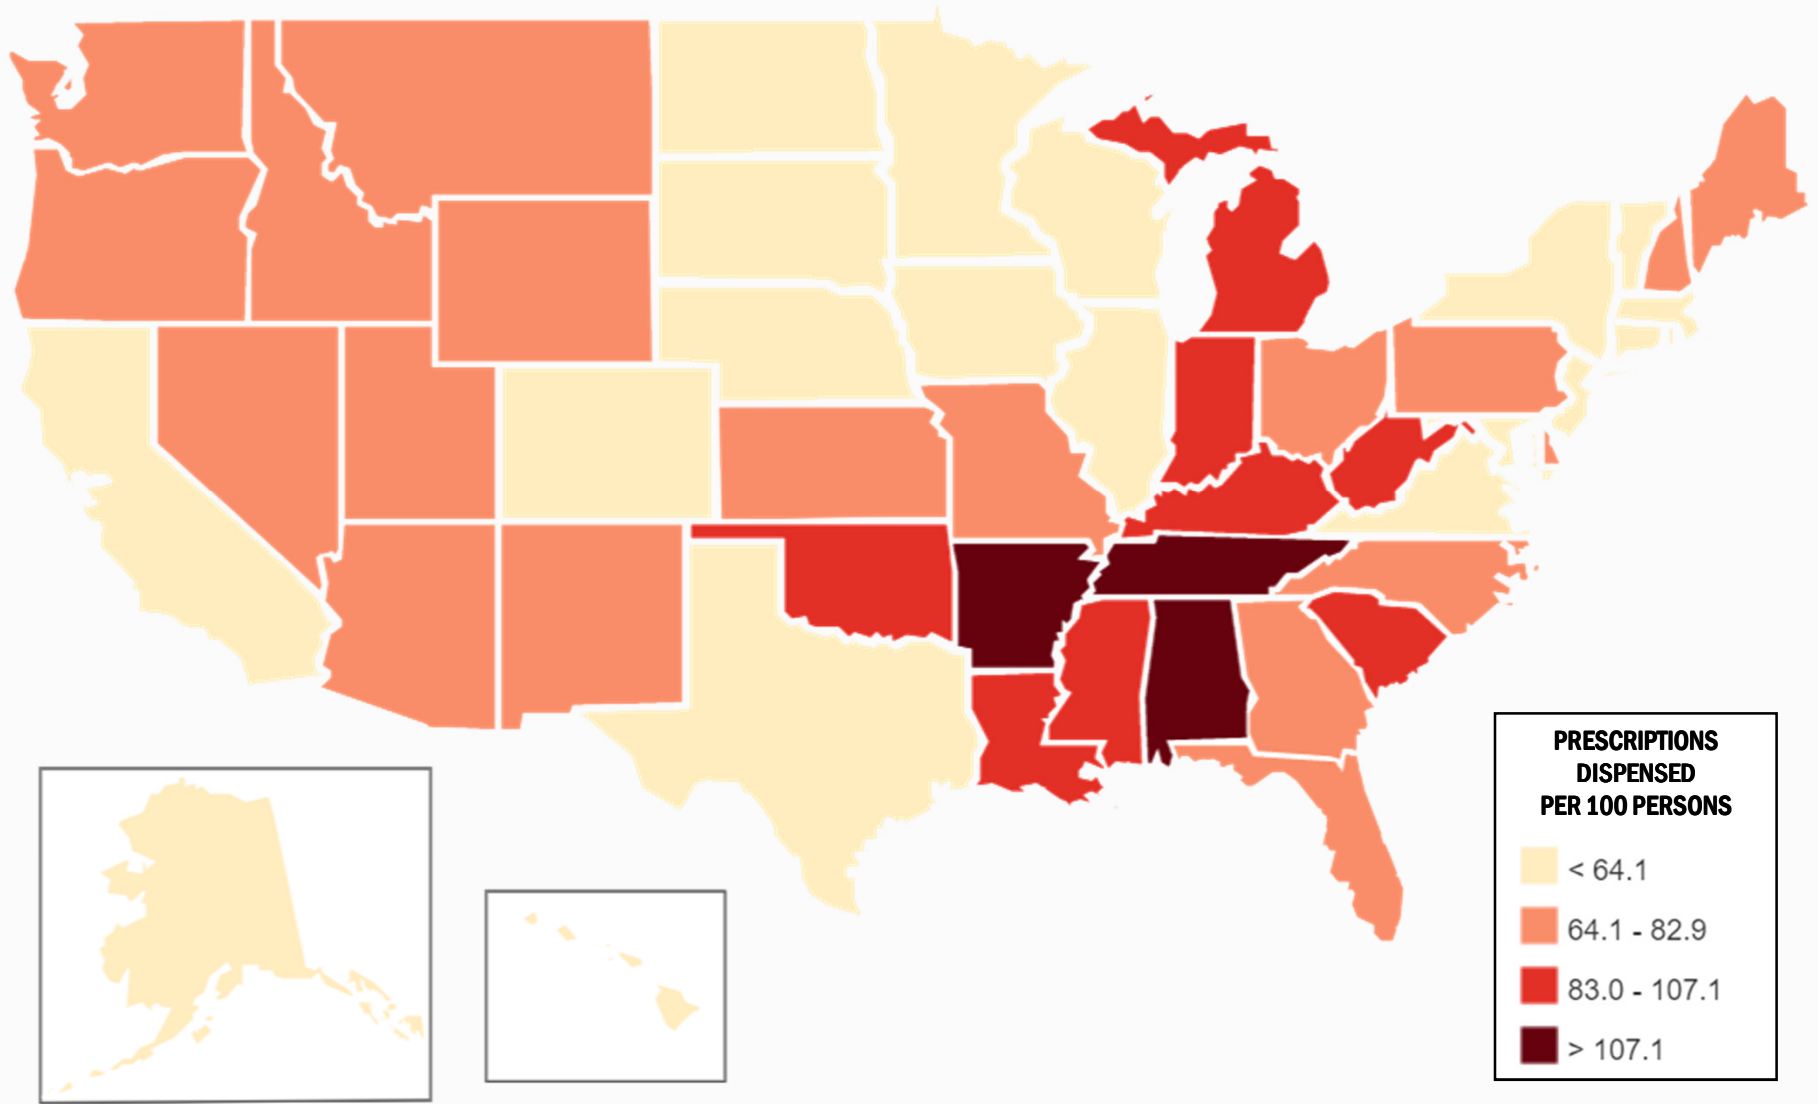 PRESCRIPTIONS
DISPENSED
PER 100 PERSONS
< 64.1
64.1 - 82.9
83.0 - 107.1
> 107.1